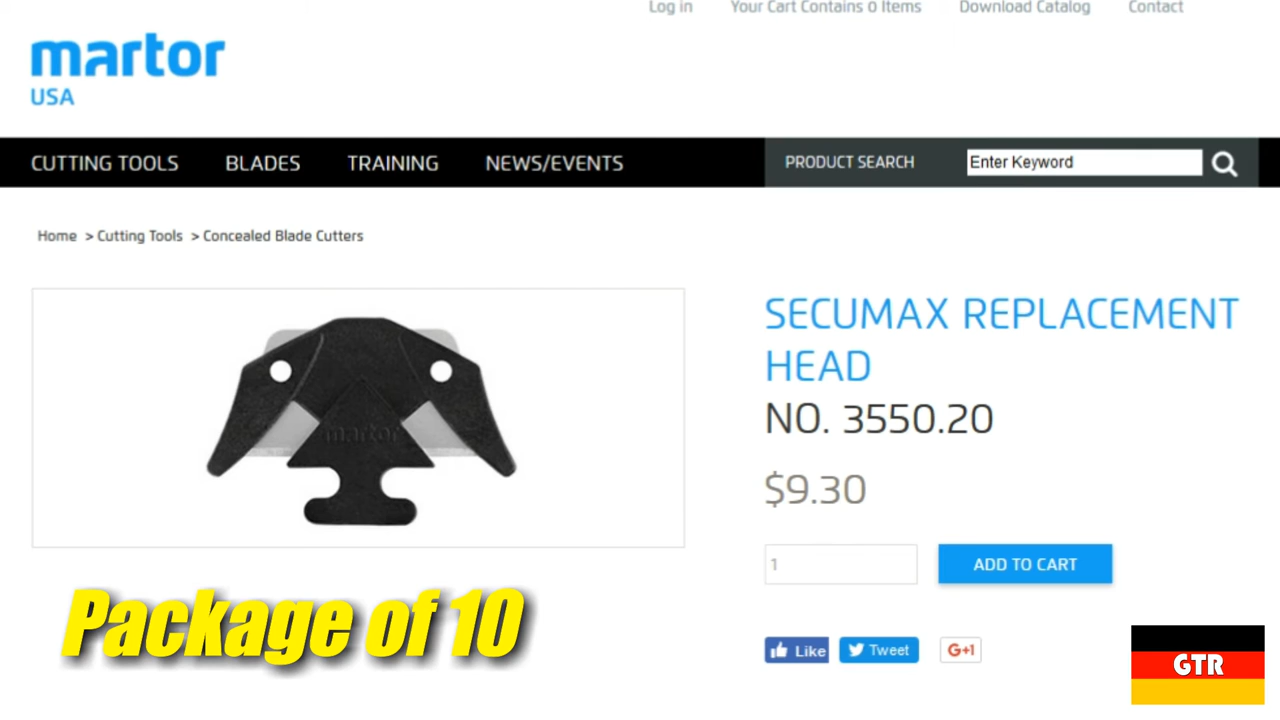 Log in Your Cart Contains 0 Items Download Catalog Contact
martor
USA
CUTTING TOOLS BLADES TRAINING NEWS/EVENTS PRODUCT SEARCH Enter Keyword
Home > Cutting Tools > Concealed Blade Cutters
martor
SECUMAX REPLACEMENT
HEAD
NO. 3550.20
$9.30
1 ADD TO CART
Package of 10
Like Tweet G+1
GTR